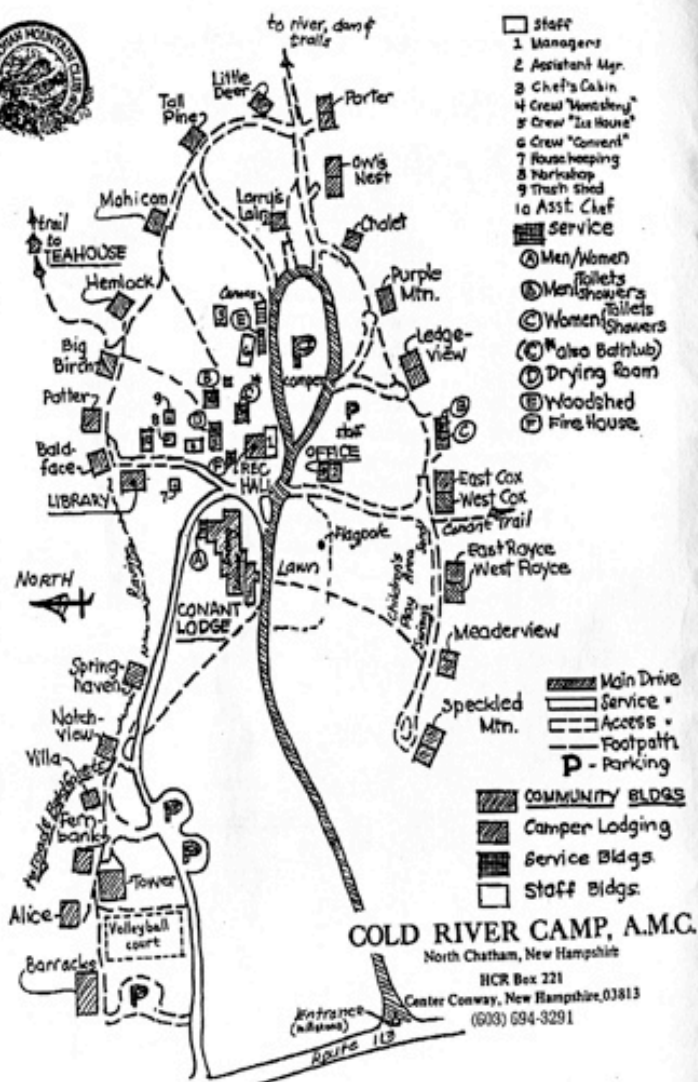 to river, dam &
trails
Little
Deer
Porter
Tall
Pine
Owl's
Nest
Mohican
Larry's
Lair
Chalet
trail
to
TEAHOUSE
Hemlock
Purple
Mtn.
Canoes
Ledge-
view
Big
Birch
P
camper
Potter
P
staff
Bald-
face
REC
HALL
OFFICE
LIBRARY
East Cox
West Cox
Conant Trail
Flagpole
Lawn
East Royce
West Royce
Children's
Play Area
Ravine
NORTH
CONANT
LODGE
Meaderview
Spring-
haven
Speckled
Mtn.
Notch-
view
Villa
Fern-
bank
Tower
Alice
Volleyball
court
Barracks
P
P
P
Entrance
(millstone)
Route 113
staff
1 Managers
2 Assistant Mgr.
3 Chef's Cabin
4 Crew "Monastery"
5 Crew "Ice House"
6 Crew "Convent"
7 Housekeeping
8 Workshop
9 Trash Shed
10 Asst. Chef
service
A Men/Women
B Men Toilets Showers
C Women Toilets Showers
(C* also Bathtub)
D Drying Room
E Woodshed
F Fire House
Main Drive
Service "
Access "
Footpath
P - Parking
COMMUNITY BLDGS
Camper Lodging
Service Bldgs.
Staff Bldgs.
COLD RIVER CAMP, A.M.C.
North Chatham, New Hampshire
HCR Box 221
Center Conway, New Hampshire, 03813
(603) 694-3291